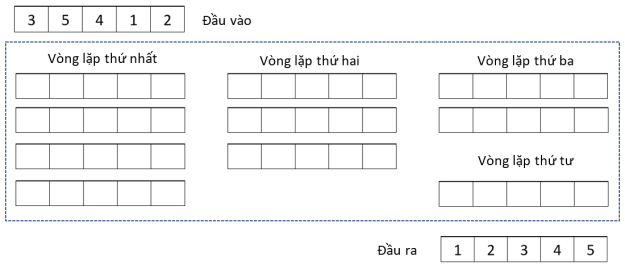 3 5 4 1 2 Đầu vào
Vòng lặp thứ nhất
Vòng lặp thứ hai
Vòng lặp thứ ba
Vòng lặp thứ tư
Đầu ra 1 2 3 4 5